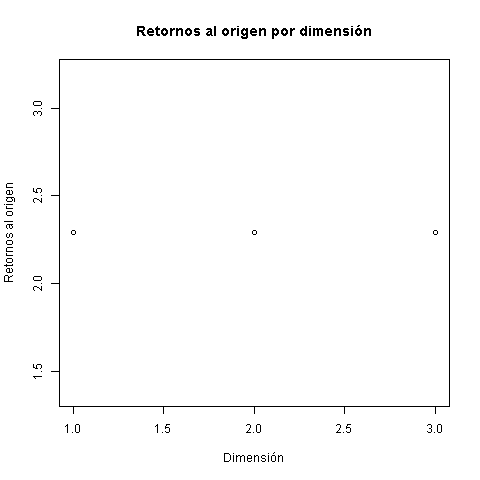 Retornos al origen por dimensión
Retornos al origen
3.0
2.5
2.0
1.5
1.0 1.5 2.0 2.5 3.0
Dimensión